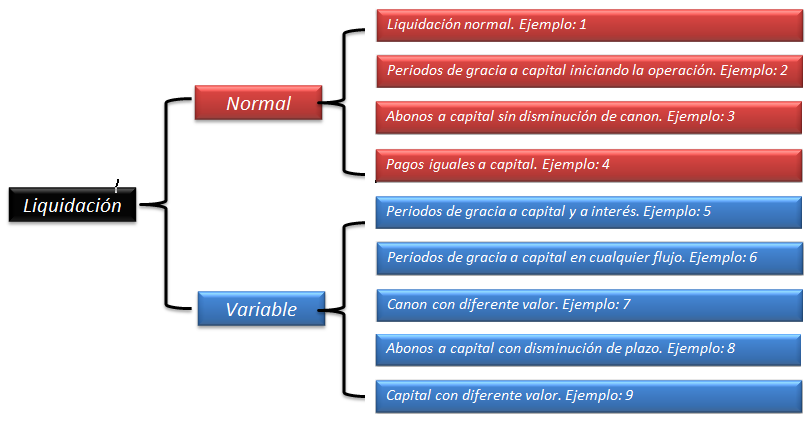 Liquidación
Normal
Liquidación normal. Ejemplo: 1
Periodos de gracia a capital iniciando la operación. Ejemplo: 2
Abonos a capital sin disminución de canon. Ejemplo: 3
Pagos iguales a capital. Ejemplo: 4
Variable
Periodos de gracia a capital y a interés. Ejemplo: 5
Periodos de gracia a capital en cualquier flujo. Ejemplo: 6
Canon con diferente valor. Ejemplo: 7
Abonos a capital con disminución de plazo. Ejemplo: 8
Capital con diferente valor. Ejemplo: 9